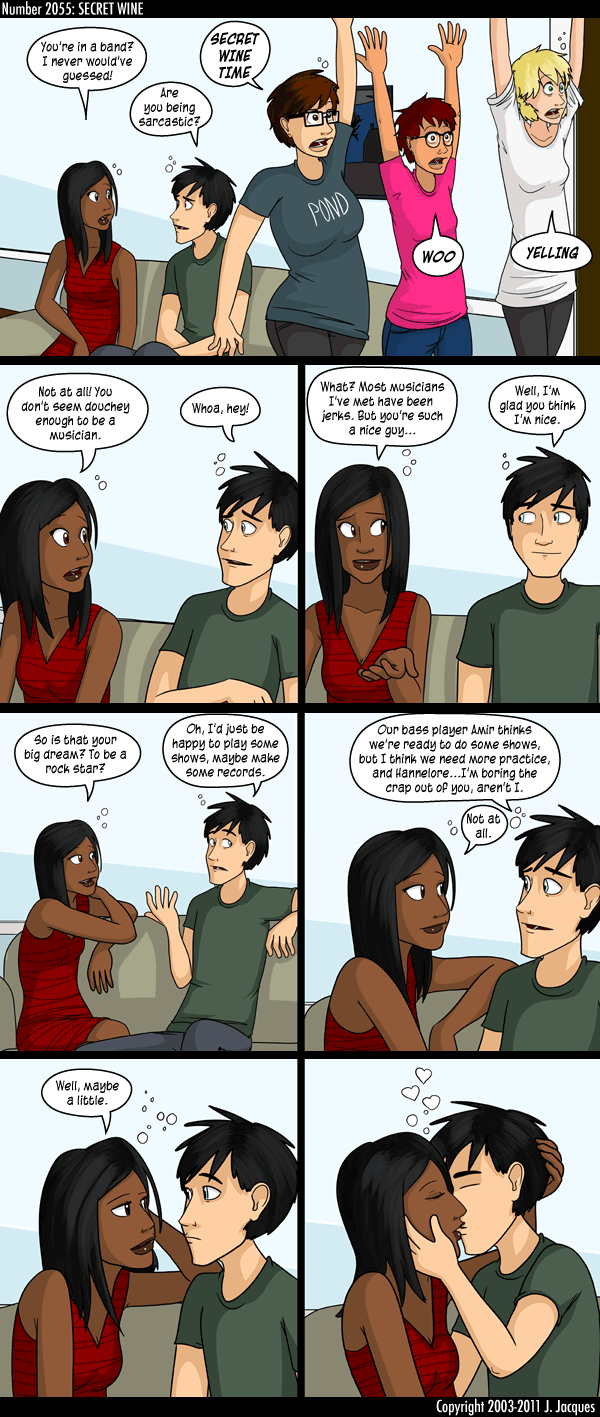 Number 2055: SECRET WINE
You're in a band?
I never would've
guessed!
Are
you being
sarcastic?
SECRET
WINE
TIME
POND
WOO
YELLING
Not at all! You
don't seem douchey
enough to be a
musician.
Whoa, hey!
What? Most musicians
I've met have been
jerks. But you're such
a nice guy...
Well, I'm
glad you think
I'm nice.
So is that your
big dream? To be a
rock star?
Oh, I'd just be
happy to play some
shows, maybe make
some records.
Our bass player Amir thinks
we're ready to do some shows,
but I think we need more practice,
and Hannelore...I'm boring the
crap out of you, aren't I.
Not at
all.
Well, maybe
a little.
Copyright 2003-2011 J. Jacques